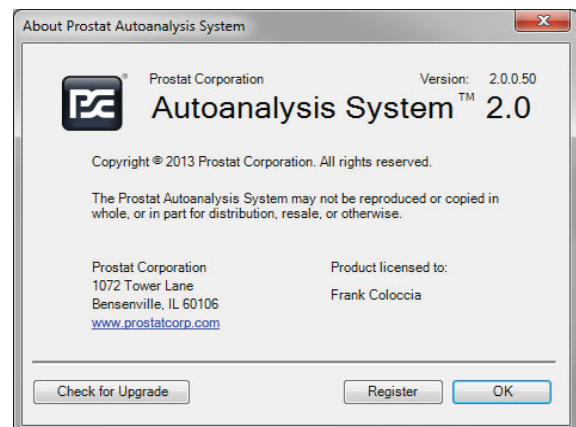 About Prostat Autoanalysis System
x
PSC®
Prostat Corporation
Version: 2.0.0.50
Autoanalysis System™ 2.0
Copyright © 2013 Prostat Corporation. All rights reserved.
The Prostat Autoanalysis System may not be reproduced or copied in
whole, or in part for distribution, resale, or otherwise.
Prostat Corporation
1072 Tower Lane
Bensenville, IL 60106
www.prostatcorp.com
Product licensed to:
Frank Coloccia
Check for Upgrade
Register
OK